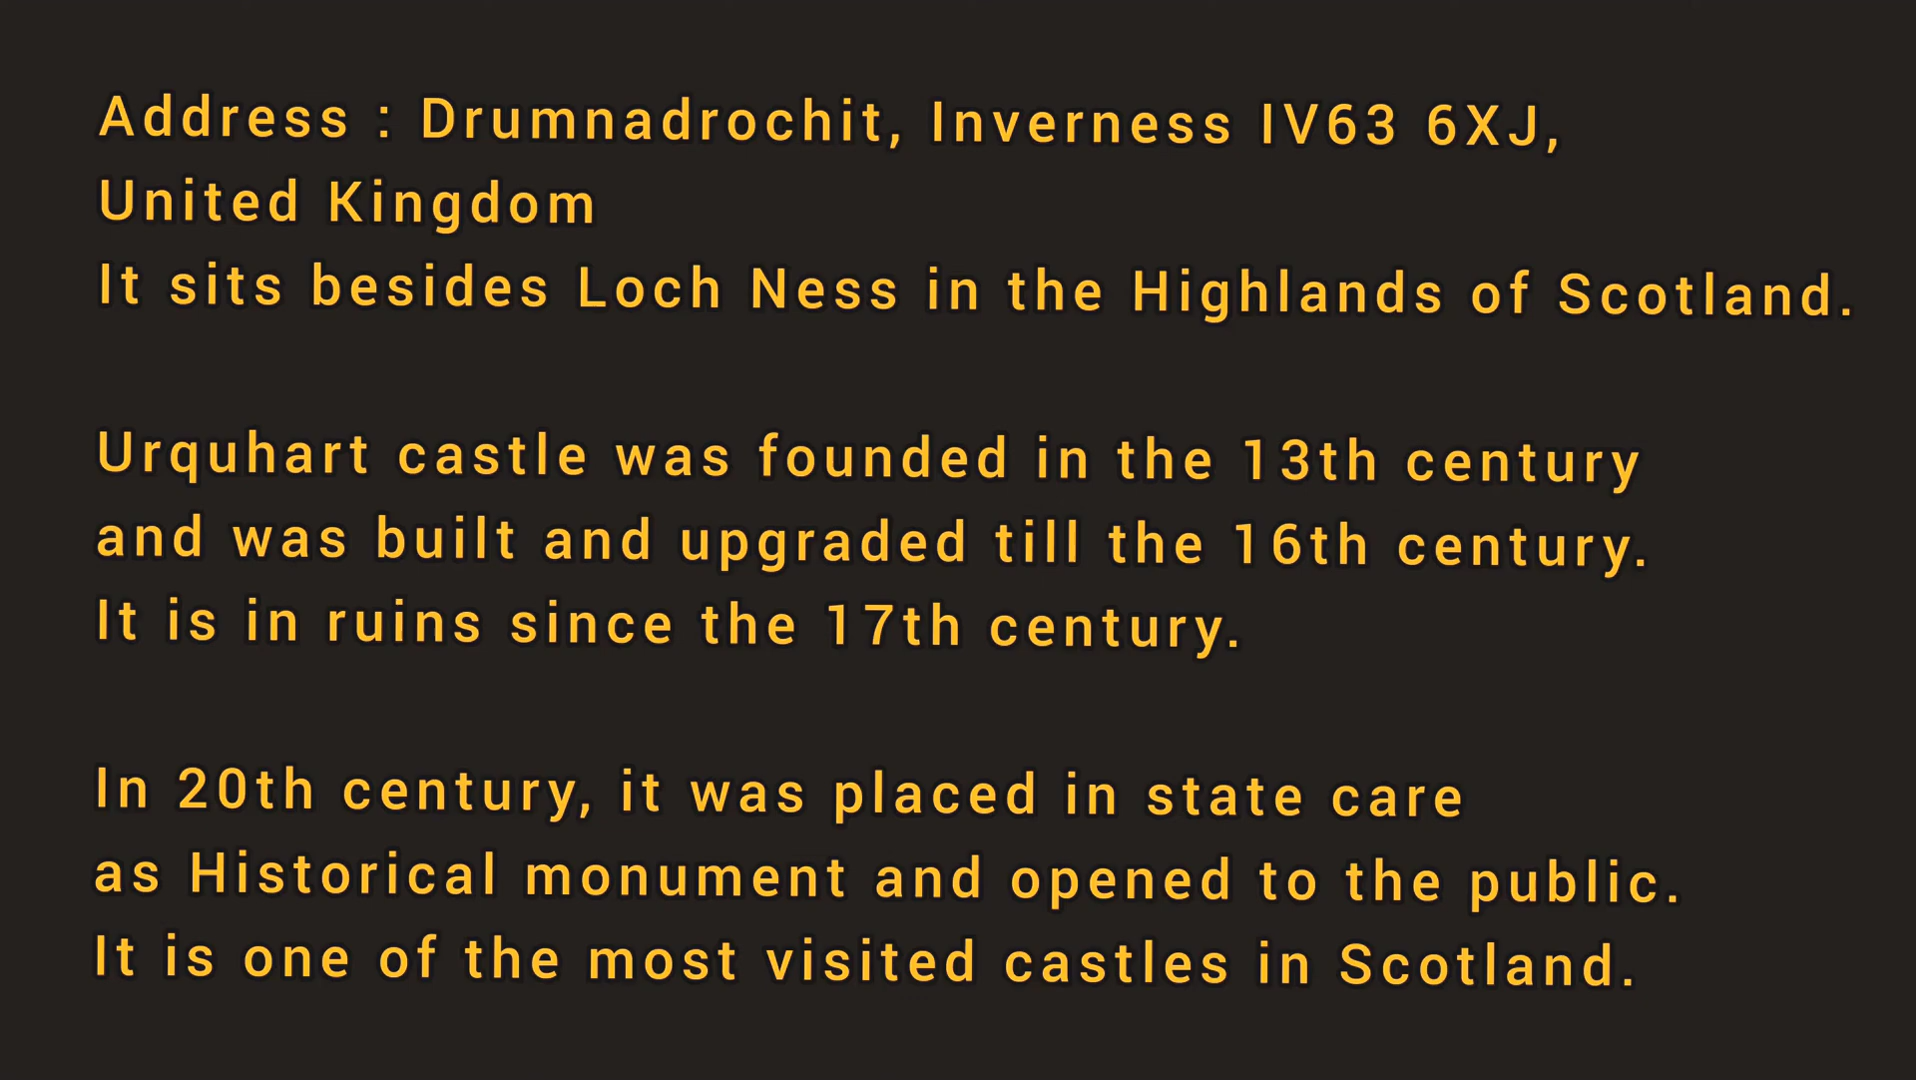 Address : Drumnadrochit, Inverness IV63 6XJ,
United Kingdom
It sits besides Loch Ness in the Highlands of Scotland.
Urquhart castle was founded in the 13th century
and was built and upgraded till the 16th century.
It is in ruins since the 17th century.
In 20th century, it was placed in state care
as Historical monument and opened to the public.
It is one of the most visited castles in Scotland.